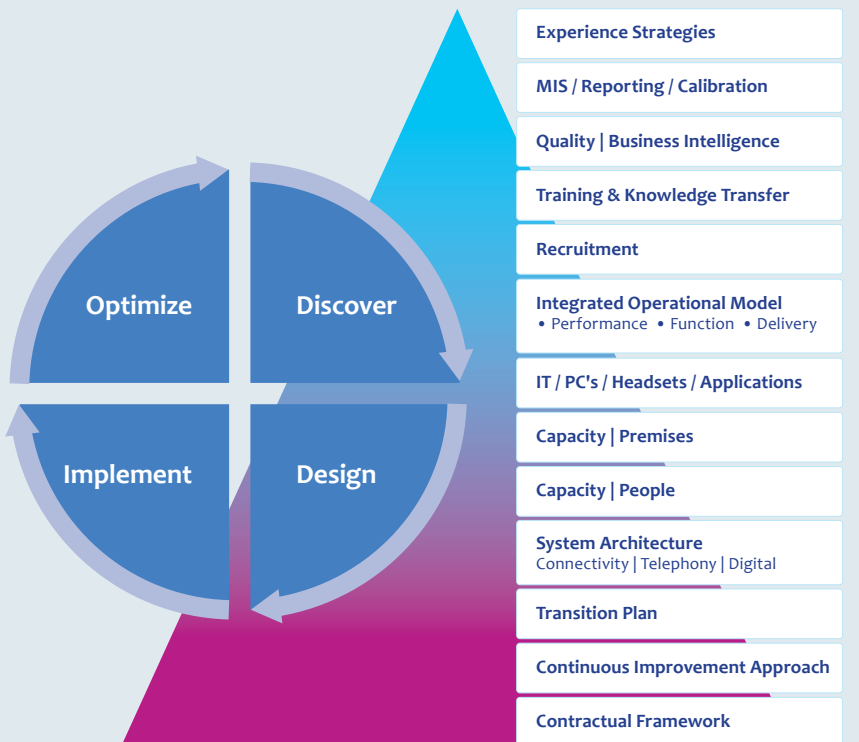 Optimize
Discover
Implement
Design
Experience Strategies
MIS / Reporting / Calibration
Quality | Business Intelligence
Training & Knowledge Transfer
Recruitment
Integrated Operational Model
• Performance • Function • Delivery
IT / PC's / Headsets / Applications
Capacity | Premises
Capacity | People
System Architecture
Connectivity | Telephony | Digital
Transition Plan
Continuous Improvement Approach
Contractual Framework